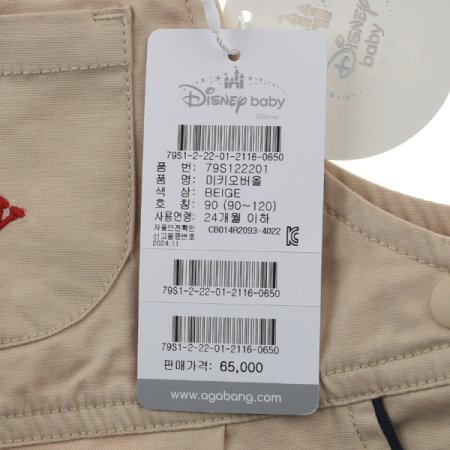 Disney
baby
Disney baby
©Disney
79S1-2-22-01-2116-0650
품 번: 79S122201
품 명: 미키오버올
색 상: BEIGE
호 칭: 90 (90~120)
사용연령: 24개월 이하
자율안전확인
신고필증번호 CB014R2093-4022
2024.11
79S1-2-22-01-2116-0650
79S1-2-22-01-2116-0650
판매가격: 65,000
www.agabang.com